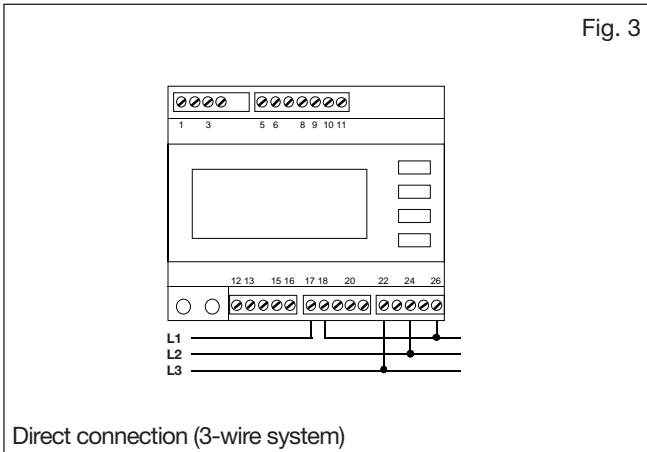 Fig. 3
1 3 5 6 8 9 10 11
12 13 15 16 17 18 20 22 24 26
L1
L2
L3
Direct connection (3-wire system)